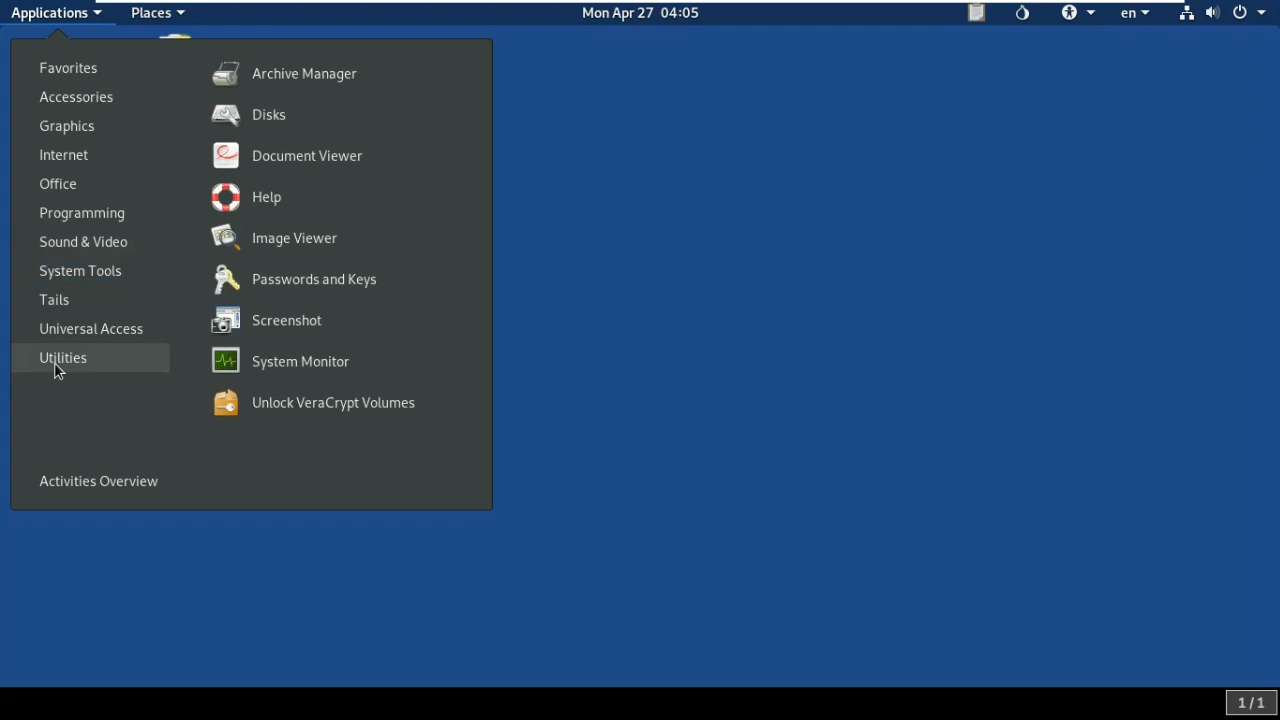 Applications Places Mon Apr 27 04:05 en
Favorites
Accessories
Graphics
Internet
Office
Programming
Sound & Video
System Tools
Tails
Universal Access
Utilities
Activities Overview
Archive Manager
Disks
Document Viewer
Help
Image Viewer
Passwords and Keys
Screenshot
System Monitor
Unlock VeraCrypt Volumes
1 / 1